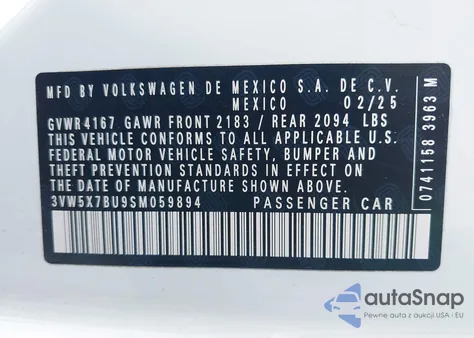 MFD BY VOLKSWAGEN DE MEXICO S.A. DE C.V.
MEXICO 02/25
GVWR 4167 GAWR FRONT 2183 / REAR 2094 LBS
THIS VEHICLE CONFORMS TO ALL APPLICABLE U.S.
FEDERAL MOTOR VEHICLE SAFETY, BUMPER AND
THEFT PREVENTION STANDARDS IN EFFECT ON THE
DATE OF MANUFACTURE SHOWN ABOVE
3VW5X7BU9SM059894 PASSENGER CAR
0741158 3963 M
autoSnap
Pewne auta z aukcji USA i EU